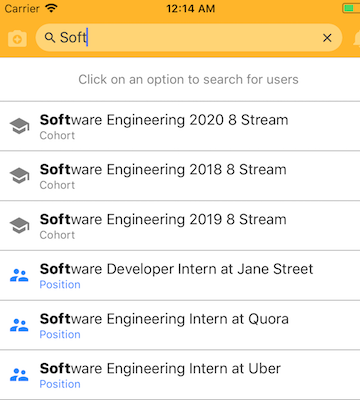 Carrier 12:14 AM
Soft
Click on an option to search for users
Software Engineering 2020 8 Stream
Cohort
Software Engineering 2018 8 Stream
Cohort
Software Engineering 2019 8 Stream
Cohort
Software Developer Intern at Jane Street
Position
Software Engineering Intern at Quora
Position
Software Engineering Intern at Uber
Position